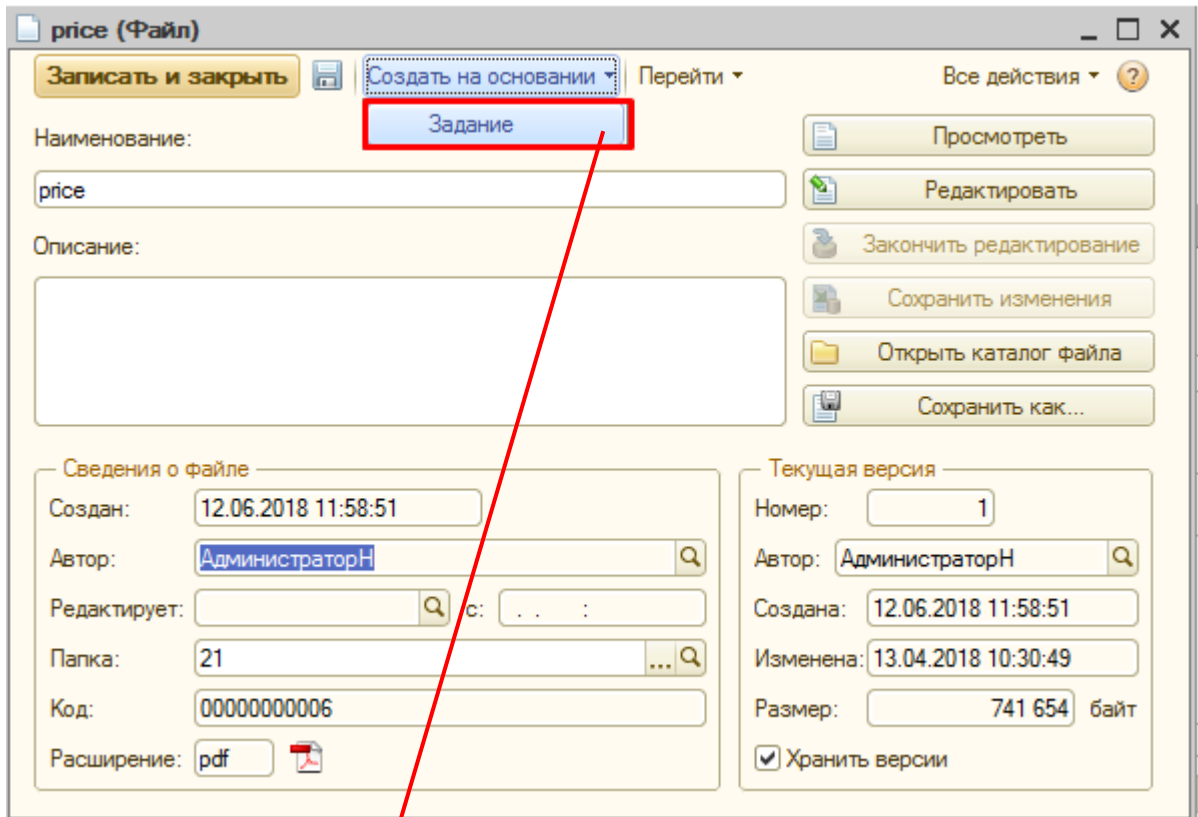 price (Файл)
Записать и закрыть Создать на основании Перейти Все действия ?
Задание
Наименование:
Просмотреть
price
Редактировать
Описание:
Закончить редактирование
Сохранить изменения
Открыть каталог файла
Сохранить как...
Сведения о файле
Создан: 12.06.2018 11:58:51
Автор: АдминистраторН
Редактирует: с: . . :
Папка: 21 ...
Код: 00000000006
Расширение: pdf
Текущая версия
Номер: 1
Автор: АдминистраторН
Создана: 12.06.2018 11:58:51
Изменена: 13.04.2018 10:30:49
Размер: 741 654 байт
Хранить версии